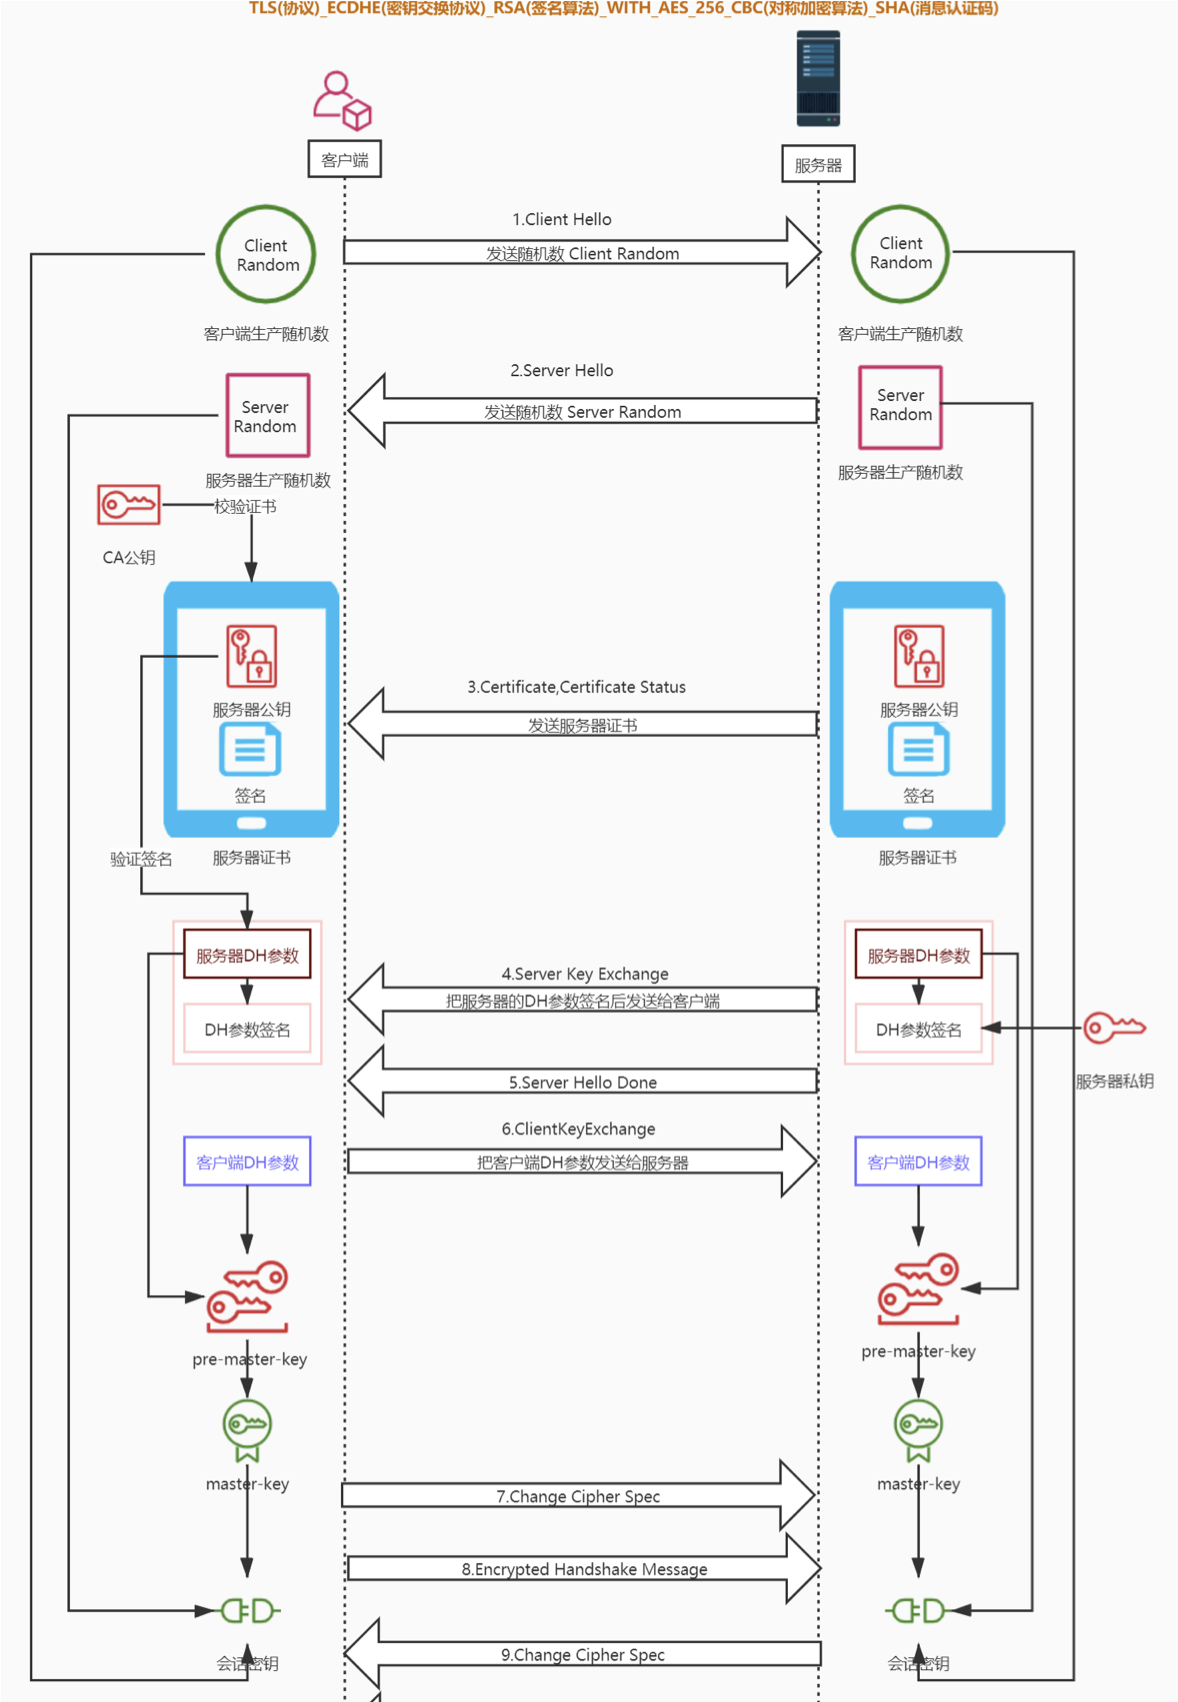 TLS(协议)_ECDHE(密钥交换协议)_RSA(签名算法)_WITH_AES_256_CBC(对称加密算法)_SHA(消息认证码)
客户端
服务器
1.Client Hello
Client
Random
发送随机数 Client Random
Client
Random
客户端生产随机数
客户端生产随机数
2.Server Hello
Server
Random
发送随机数 Server Random
Server
Random
服务器生产随机数
服务器生产随机数
校验证书
CA公钥
3.Certificate,Certificate Status
服务器公钥
发送服务器证书
服务器公钥
签名
签名
验证签名
服务器证书
服务器证书
服务器DH参数
服务器DH参数
4.Server Key Exchange
把服务器的DH参数签名后发送给客户端
DH参数签名
DH参数签名
5.Server Hello Done
服务器私钥
6.ClientKeyExchange
客户端DH参数
把客户端DH参数发送给服务器
客户端DH参数
pre-master-key
pre-master-key
master-key
master-key
7.Change Cipher Spec
8.Encrypted Handshake Message
9.Change Cipher Spec
会话密钥
会话密钥